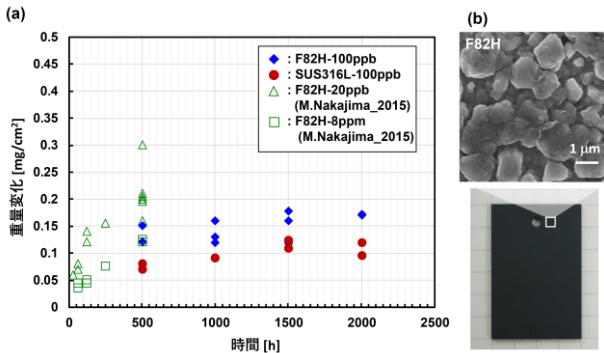 (a)
0.5
0.45
0.4
0.35
0.3
0.25
0.2
0.15
0.1
0.05
0
重量変化 [mg/cm²]
: F82H-100ppb
: SUS316L-100ppb
: F82H-20ppb
(M.Nakajima_2015)
: F82H-8ppm
(M.Nakajima_2015)
0 500 1000 1500 2000 2500
時間 [h]
(b)
F82H
1 μm